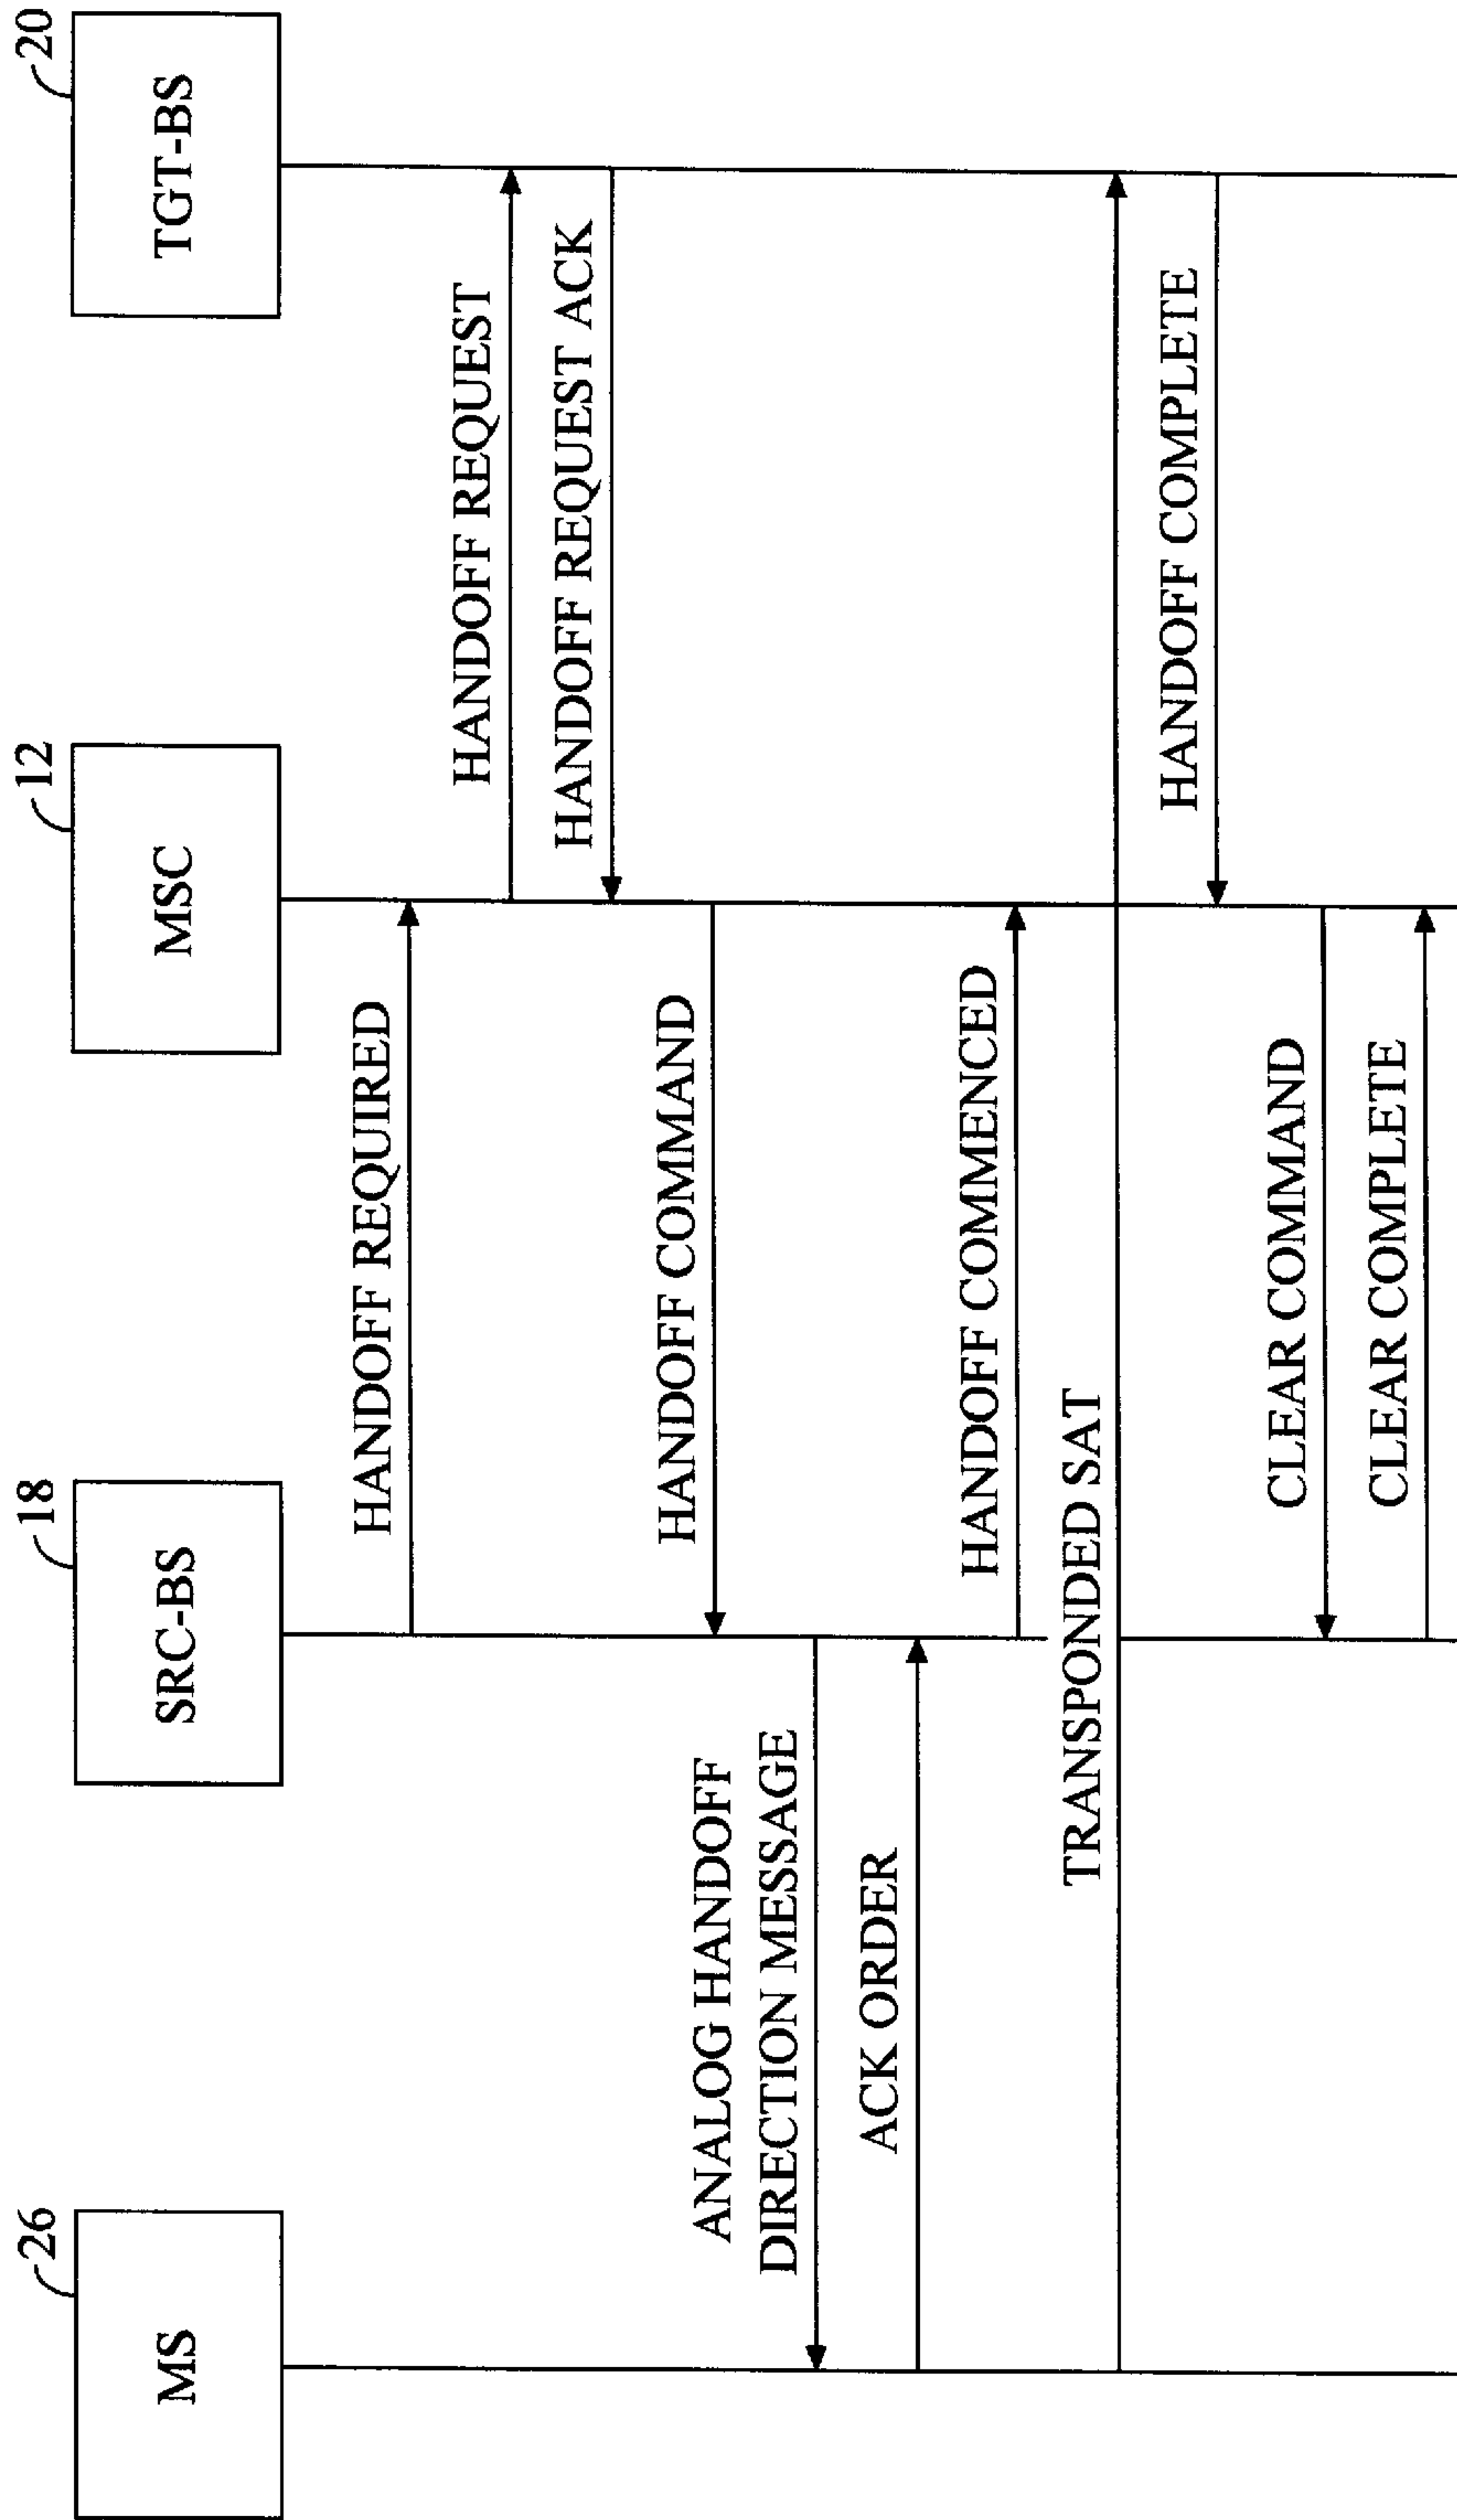 26
18
12
20
MS
SRC-BS
MSC
TGT-BS
HANDOFF REQUIRED
HANDOFF REQUEST
HANDOFF REQUEST ACK
HANDOFF COMMAND
ANALOG HANDOFF
DIRECTION MESSAGE
ACK ORDER
HANDOFF COMMENCED
TRANSPONDED SAT
HANDOFF COMPLETE
CLEAR COMMAND
CLEAR COMPLETE